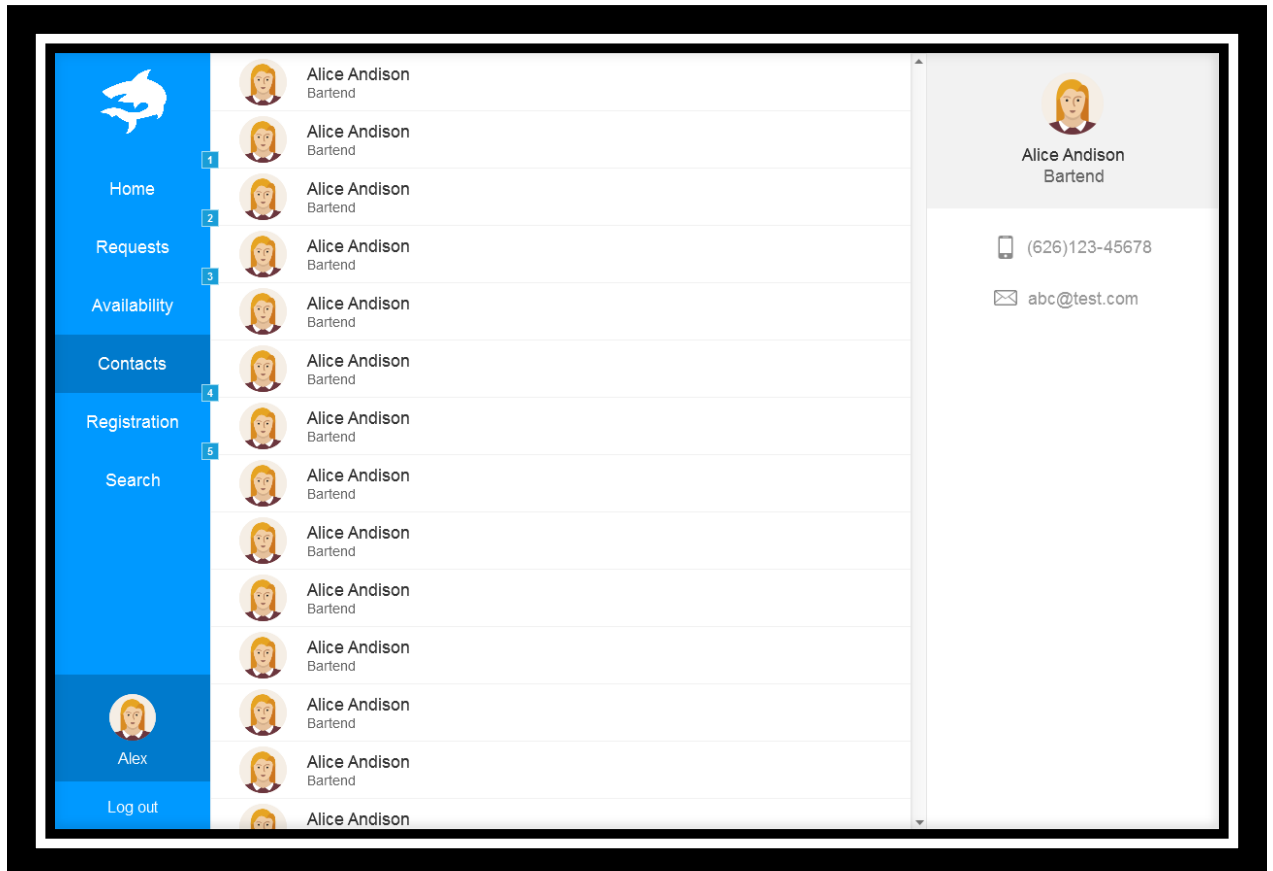 1
Home
2
Requests
3
Availability
Contacts
4
Registration
5
Search
Alex
Log out
Alice Andison
Bartend
Alice Andison
Bartend
Alice Andison
Bartend
Alice Andison
Bartend
Alice Andison
Bartend
Alice Andison
Bartend
Alice Andison
Bartend
Alice Andison
Bartend
Alice Andison
Bartend
Alice Andison
Bartend
Alice Andison
Bartend
Alice Andison
Bartend
Alice Andison
Bartend
Alice Andison
Alice Andison
Bartend
(626)123-45678
abc@test.com